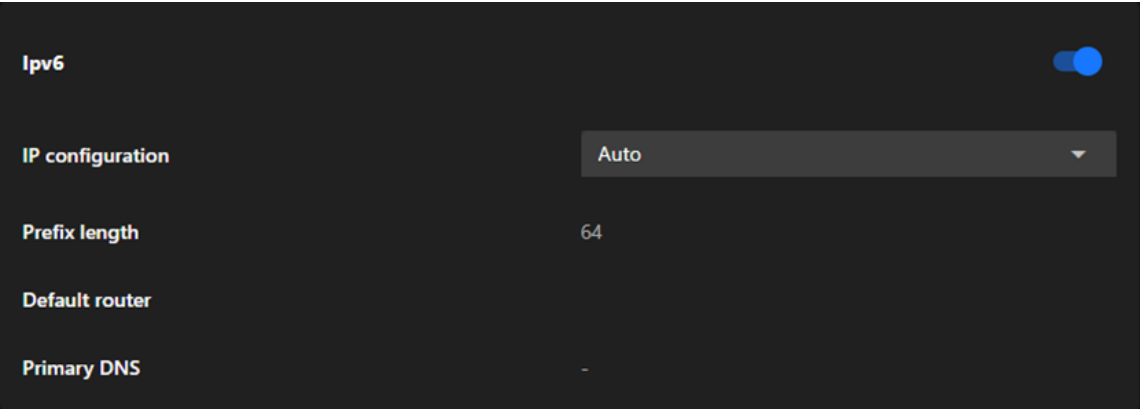 Ipv6
IP configuration Auto
Prefix length 64
Default router
Primary DNS -